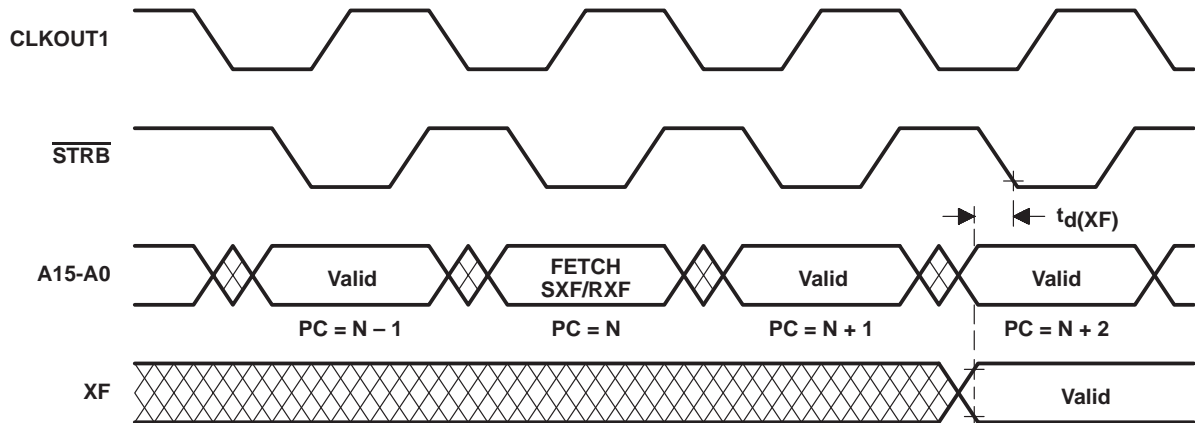 CLKOUT1
STRB
td(XF)
A15-A0
Valid
FETCH
SXF/RXF
Valid
Valid
PC = N – 1
PC = N
PC = N + 1
PC = N + 2
XF
Valid